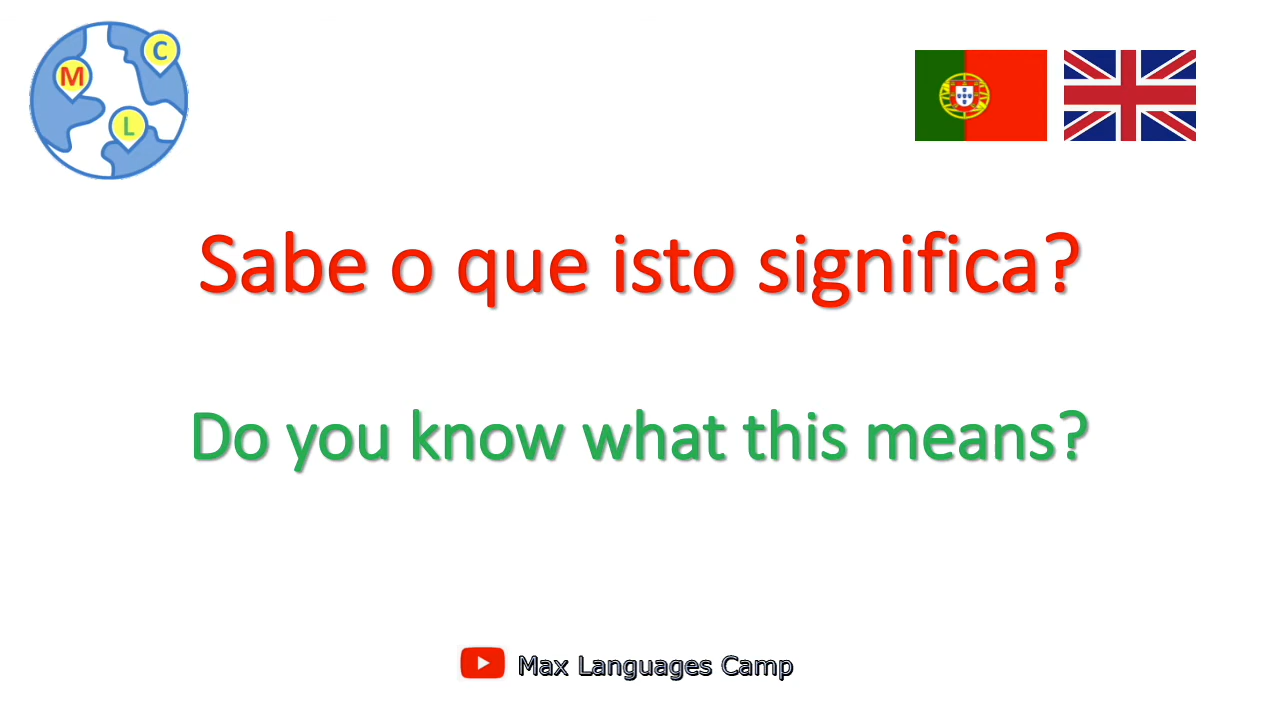 M
C
L
Sabe o que isto significa?
Do you know what this means?
Max Languages Camp